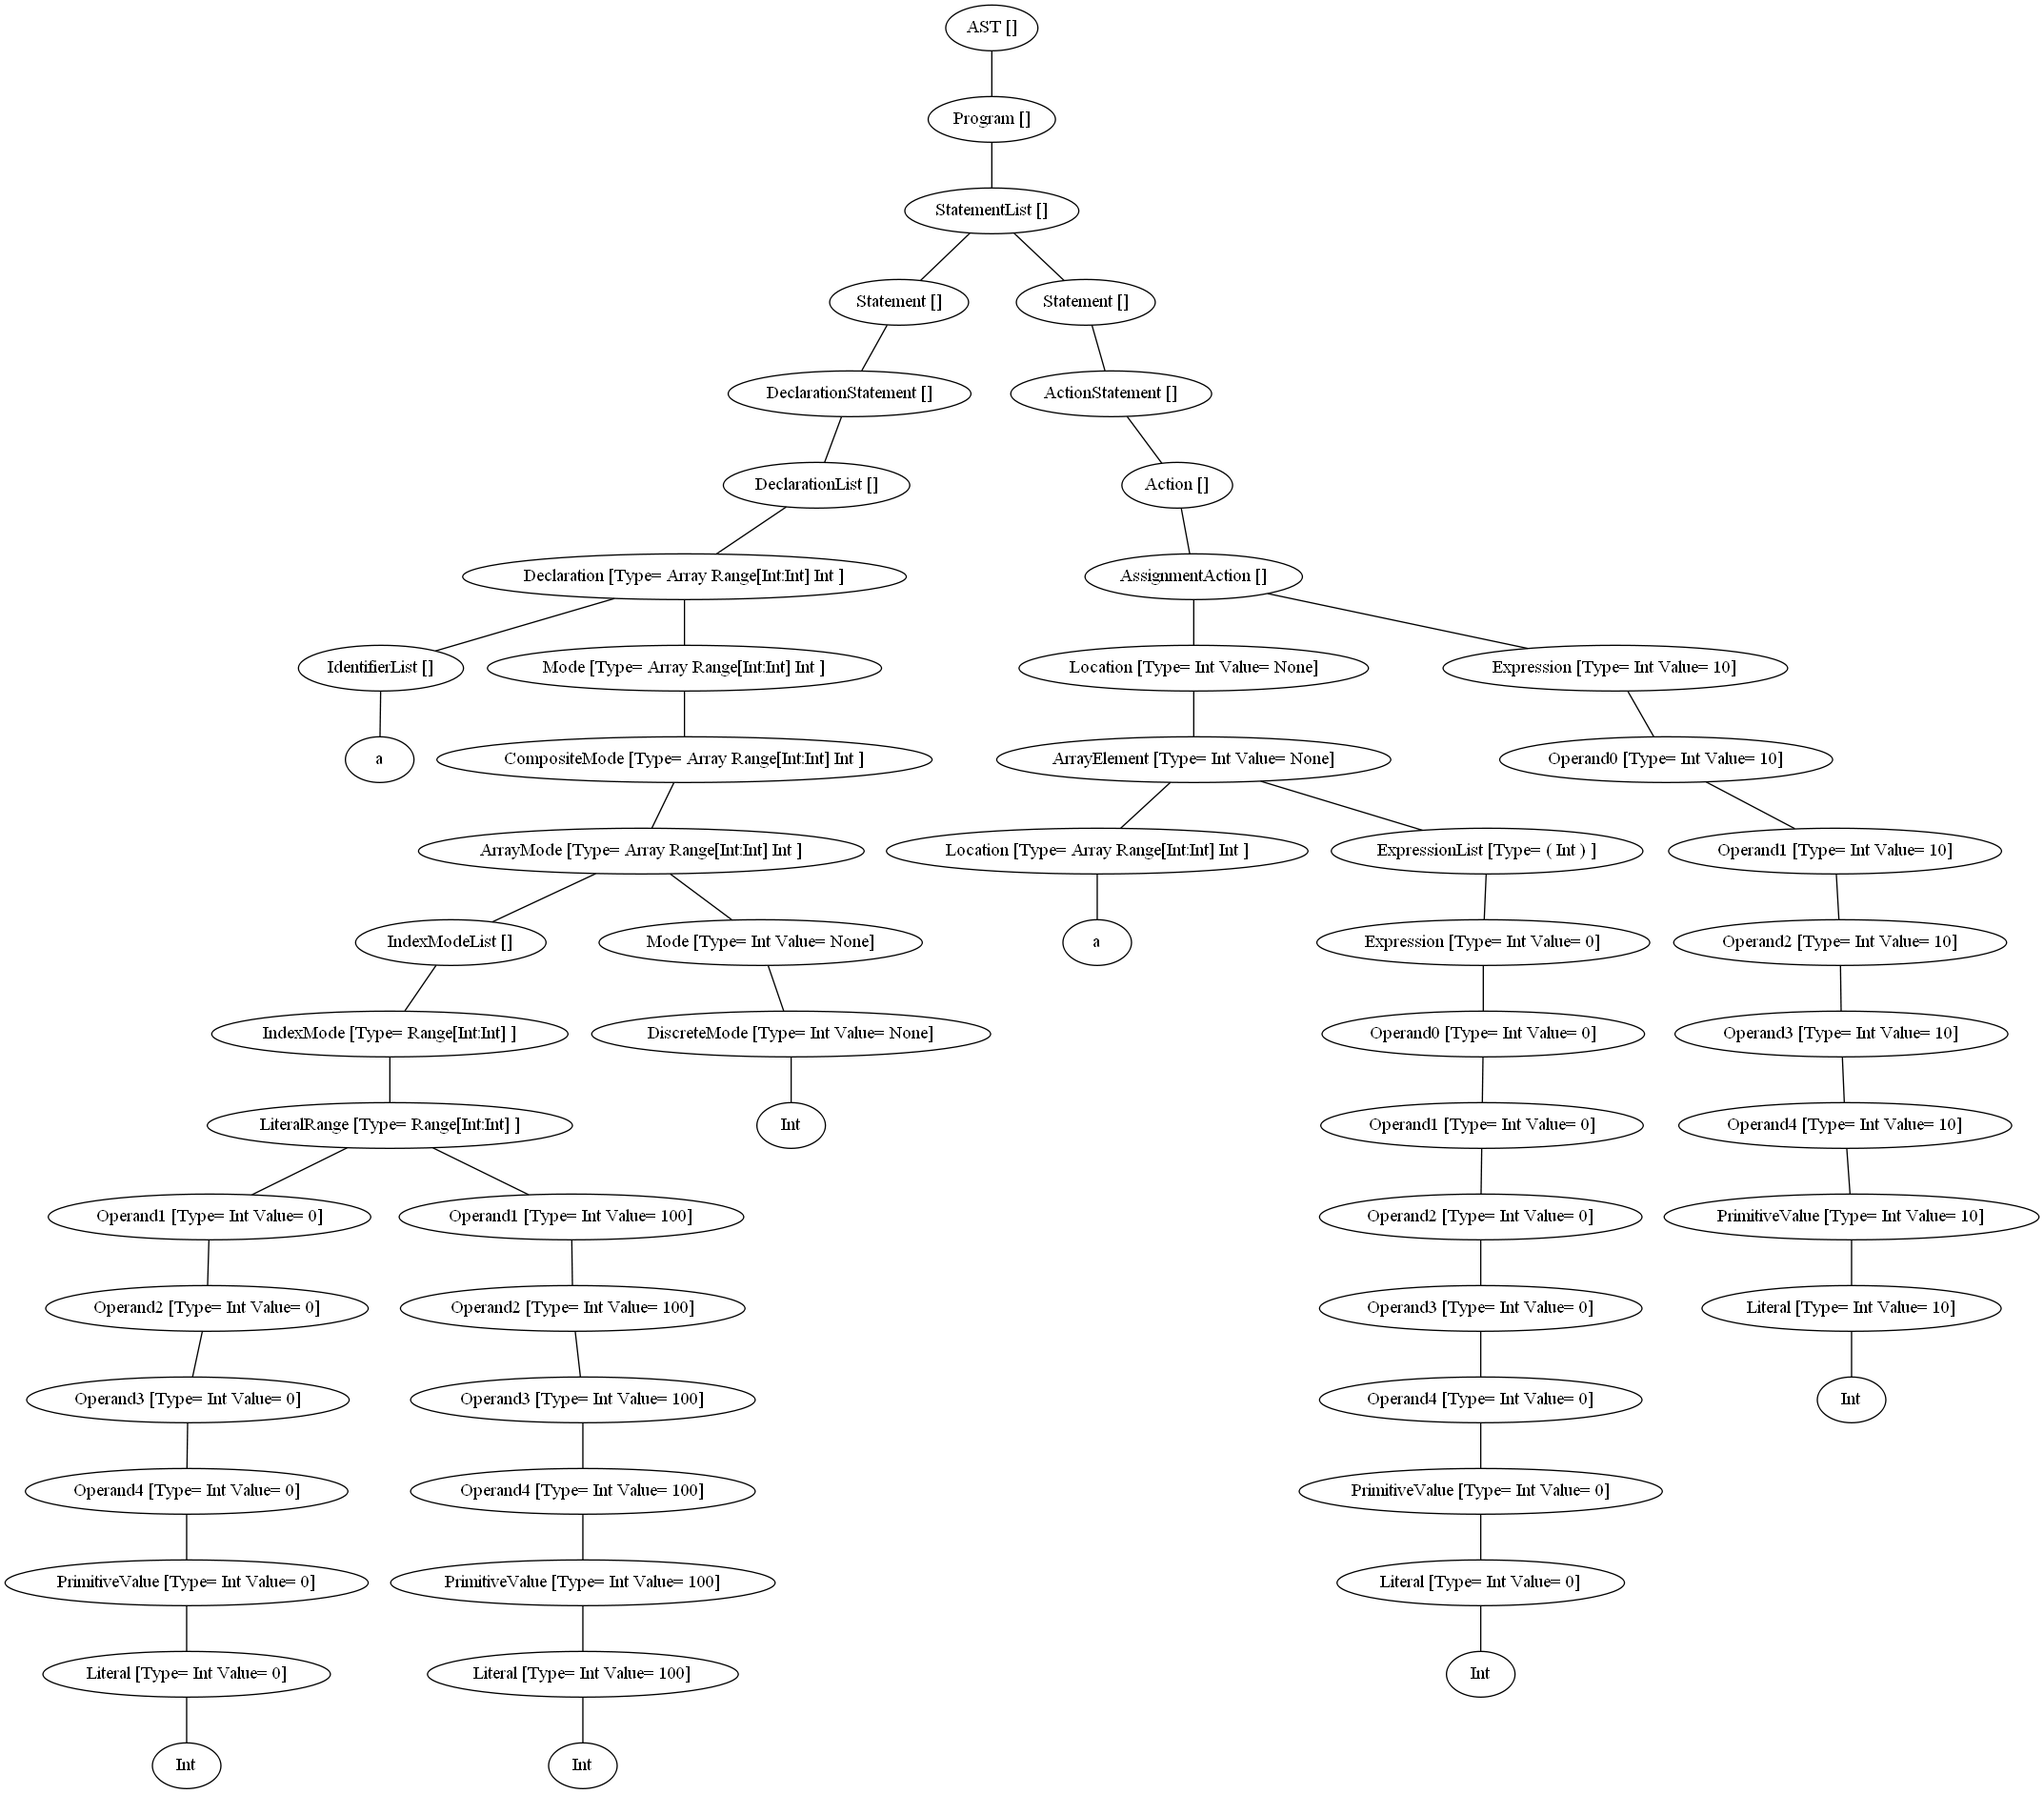 AST []
Program []
StatementList []
Statement []
Statement []
DeclarationStatement []
ActionStatement []
DeclarationList []
Action []
Declaration [Type= Array Range[Int:Int] Int ]
AssignmentAction []
IdentifierList []
Mode [Type= Array Range[Int:Int] Int ]
Location [Type= Int Value= None]
Expression [Type= Int Value= 10]
a
CompositeMode [Type= Array Range[Int:Int] Int ]
ArrayElement [Type= Int Value= None]
Operand0 [Type= Int Value= 10]
ArrayMode [Type= Array Range[Int:Int] Int ]
Location [Type= Array Range[Int:Int] Int ]
ExpressionList [Type= ( Int ) ]
Operand1 [Type= Int Value= 10]
IndexModeList []
Mode [Type= Int Value= None]
a
Expression [Type= Int Value= 0]
Operand2 [Type= Int Value= 10]
IndexMode [Type= Range[Int:Int] ]
DiscreteMode [Type= Int Value= None]
Operand0 [Type= Int Value= 0]
Operand3 [Type= Int Value= 10]
LiteralRange [Type= Range[Int:Int] ]
Int
Operand1 [Type= Int Value= 0]
Operand4 [Type= Int Value= 10]
Operand1 [Type= Int Value= 0]
Operand1 [Type= Int Value= 100]
Operand2 [Type= Int Value= 0]
PrimitiveValue [Type= Int Value= 10]
Operand2 [Type= Int Value= 0]
Operand2 [Type= Int Value= 100]
Operand3 [Type= Int Value= 0]
Literal [Type= Int Value= 10]
Operand3 [Type= Int Value= 0]
Operand3 [Type= Int Value= 100]
Operand4 [Type= Int Value= 0]
Int
Operand4 [Type= Int Value= 0]
Operand4 [Type= Int Value= 100]
PrimitiveValue [Type= Int Value= 0]
PrimitiveValue [Type= Int Value= 0]
PrimitiveValue [Type= Int Value= 100]
Literal [Type= Int Value= 0]
Literal [Type= Int Value= 0]
Literal [Type= Int Value= 100]
Int
Int
Int